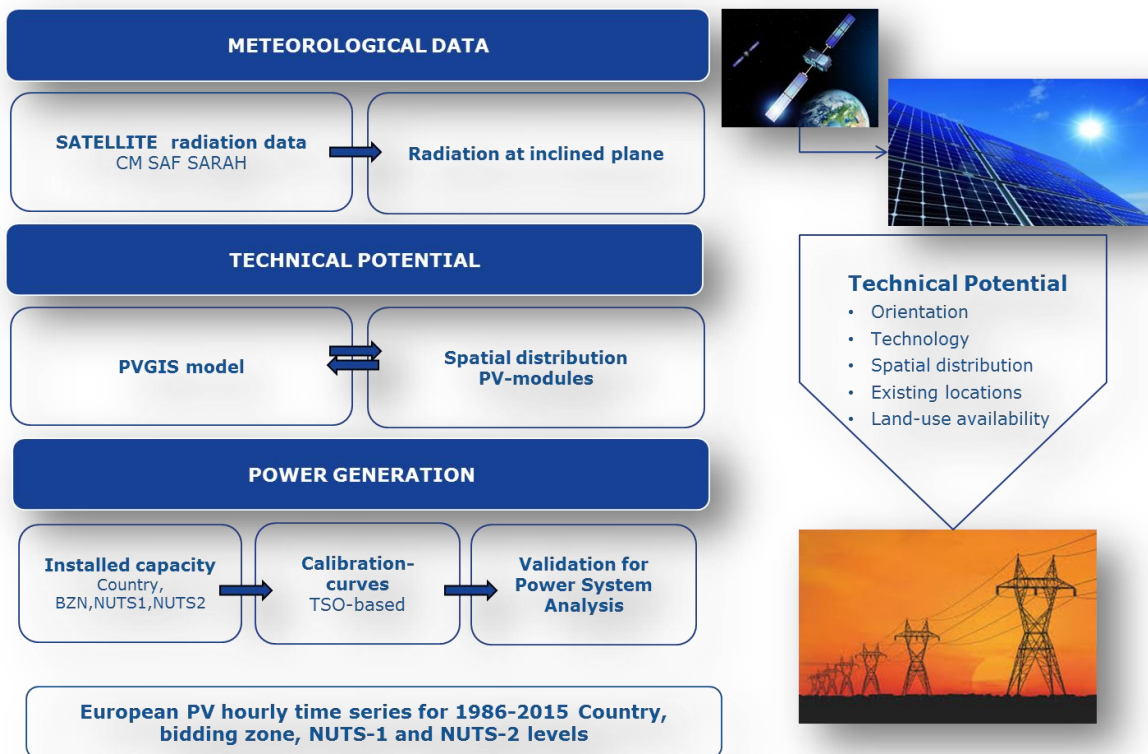 METEOROLOGICAL DATA
SATELLITE radiation data
CM SAF SARAH
Radiation at inclined plane
TECHNICAL POTENTIAL
PVGIS model
Spatial distribution
PV-modules
POWER GENERATION
Installed capacity
Country,
BZN,NUTS1,NUTS2
Calibration-
curves
TSO-based
Validation for
Power System
Analysis
European PV hourly time series for 1986-2015 Country,
bidding zone, NUTS-1 and NUTS-2 levels
Technical Potential
• Orientation
• Technology
• Spatial distribution
• Existing locations
• Land-use availability